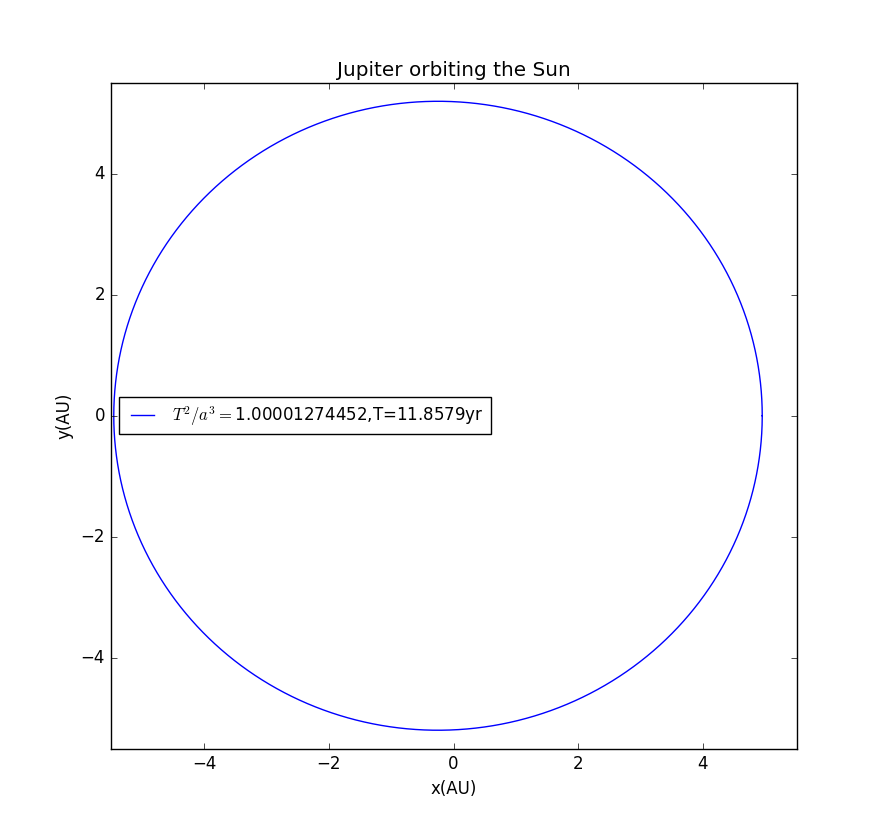 Jupiter orbiting the Sun
4
2
0
−2
−4
y(AU)
T²/a³ = 1.00001274452,T=11.8579yr
−4 −2 0 2 4
x(AU)